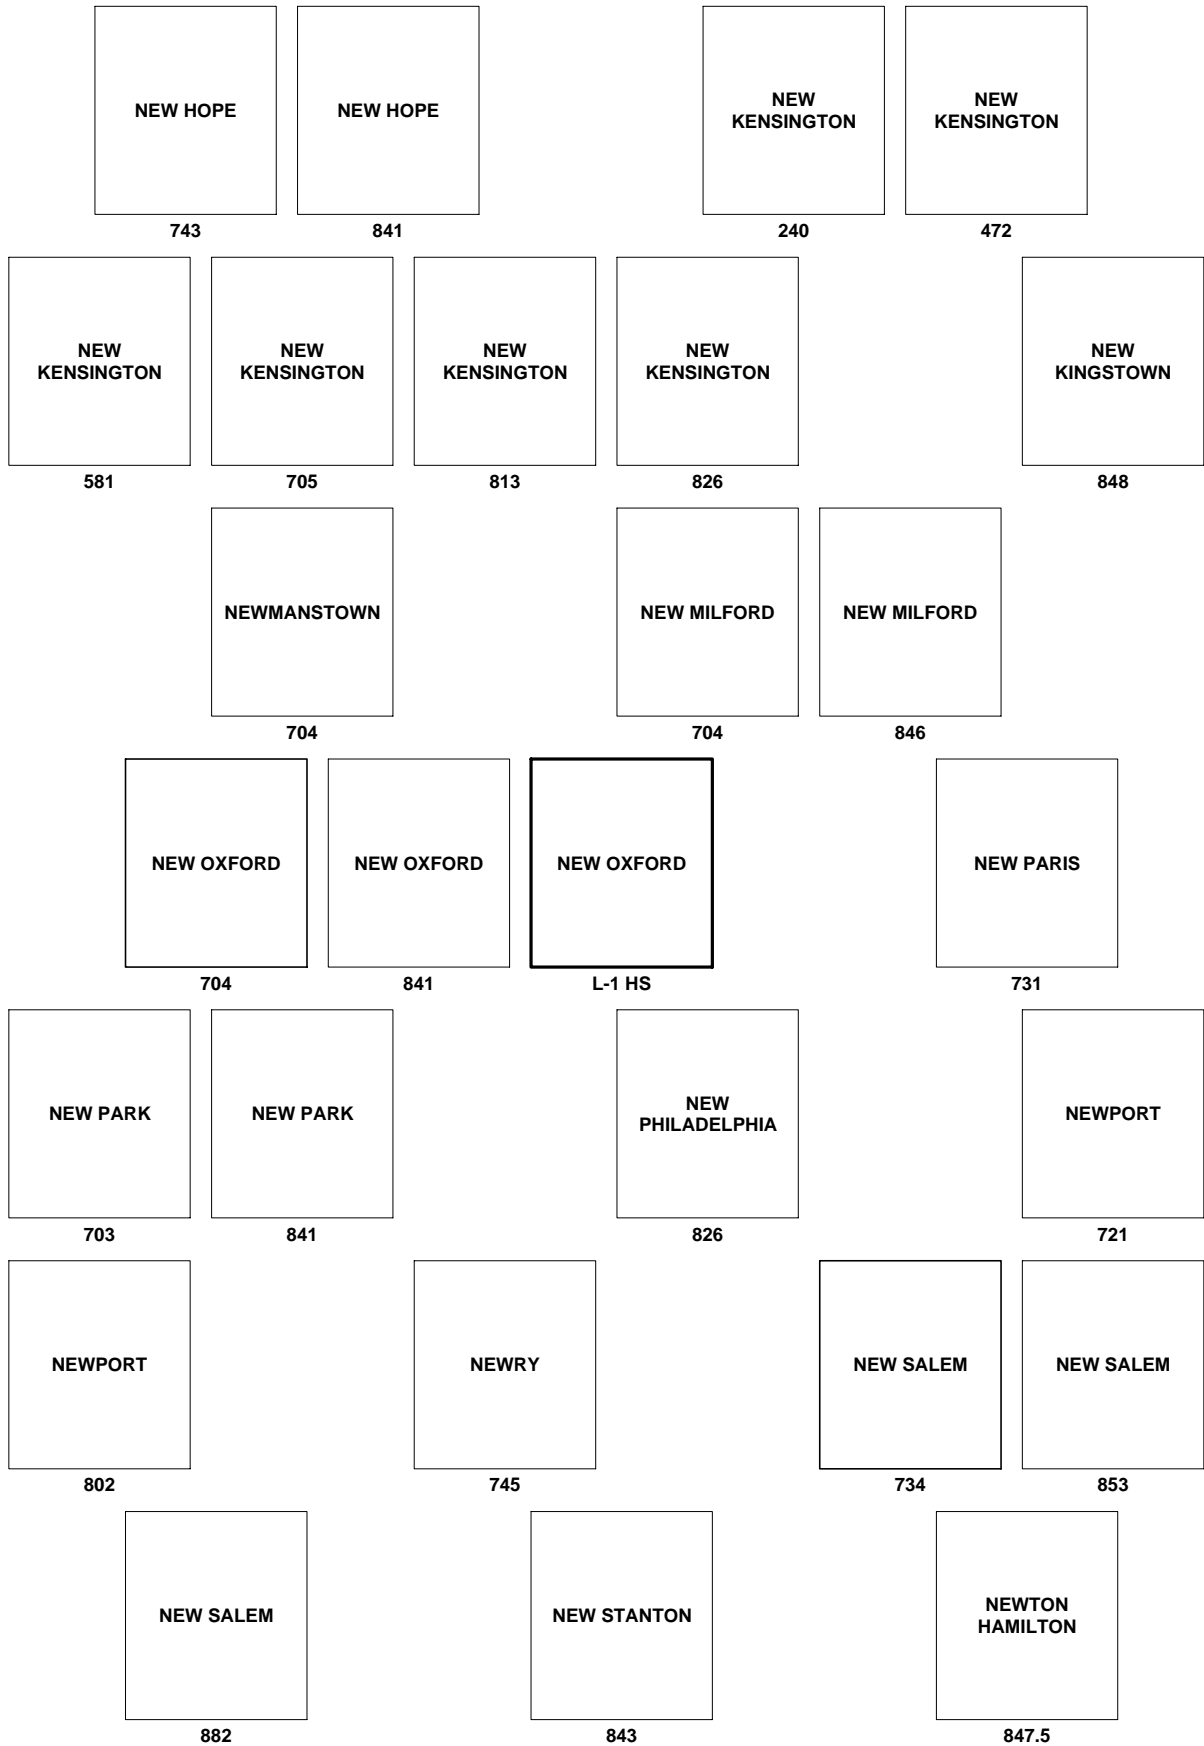 NEW HOPE
743
NEW HOPE
841
NEW
KENSINGTON
240
NEW
KENSINGTON
472
NEW
KENSINGTON
581
NEW
KENSINGTON
705
NEW
KENSINGTON
813
NEW
KENSINGTON
826
NEW
KINGSTOWN
848
NEWMANSTOWN
704
NEW MILFORD
704
NEW MILFORD
846
NEW OXFORD
704
NEW OXFORD
841
NEW OXFORD
L-1 HS
NEW PARIS
731
NEW PARK
703
NEW PARK
841
NEW
PHILADELPHIA
826
NEWPORT
721
NEWPORT
802
NEWRY
745
NEW SALEM
734
NEW SALEM
853
NEW SALEM
882
NEW STANTON
843
NEWTON
HAMILTON
847.5